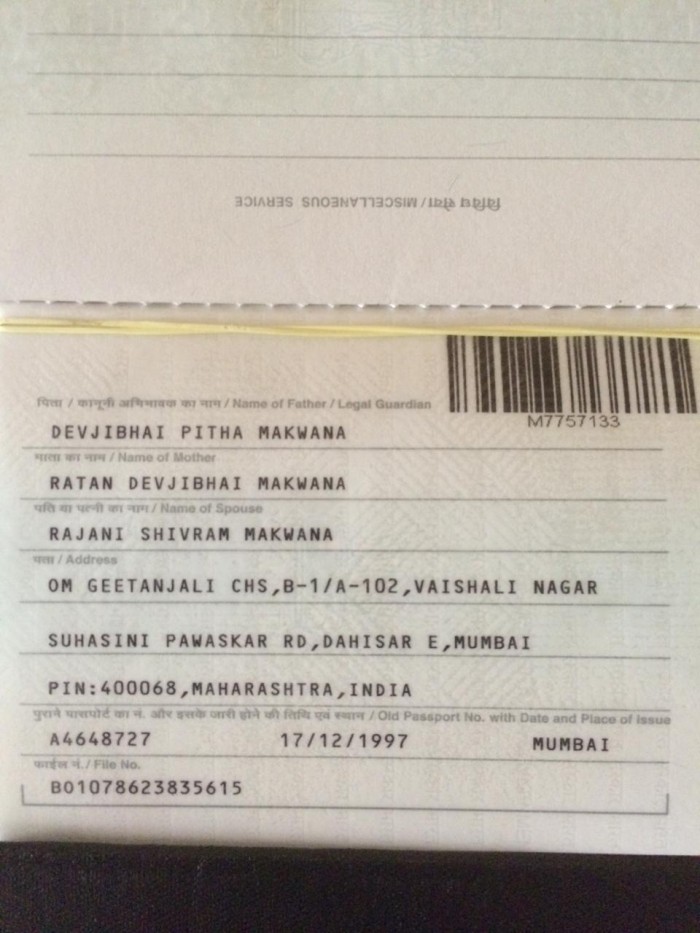 विविध सेवा / MISCELLANEOUS SERVICE
M7757133
पिता / कानूनी अभिभावक का नाम / Name of Father / Legal Guardian
DEVJIBHAI PITHA MAKWANA
माता का नाम / Name of Mother
RATAN DEVJIBHAI MAKWANA
पति या पत्नी का नाम / Name of Spouse
RAJANI SHIVRAM MAKWANA
पता / Address
OM GEETANJALI CHS,B-1/A-102,VAISHALI NAGAR
SUHASINI PAWASKAR RD,DAHISAR E,MUMBAI
PIN:400068,MAHARASHTRA,INDIA
पुराने पासपोर्ट का नं. और इसके जारी होने की तिथि एवं स्थान / Old Passport No. with Date and Place of Issue
A4648727 17/12/1997 MUMBAI
फाईल नं. / File No.
B01078623835615